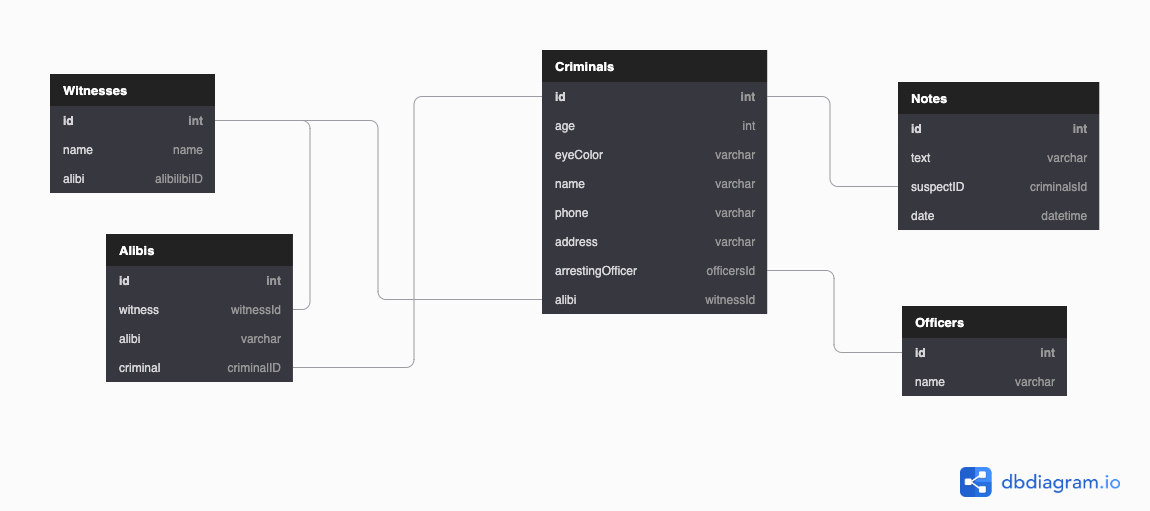 Witnesses
id int
name name
alibi alibilibiID
Alibis
id int
witness witnessId
alibi varchar
criminal criminalID
Criminals
id int
age int
eyeColor varchar
name varchar
phone varchar
address varchar
arrestingOfficer officersId
alibi witnessId
Notes
id int
text varchar
suspectID criminalsId
date datetime
Officers
id int
name varchar
dbdiagram.io